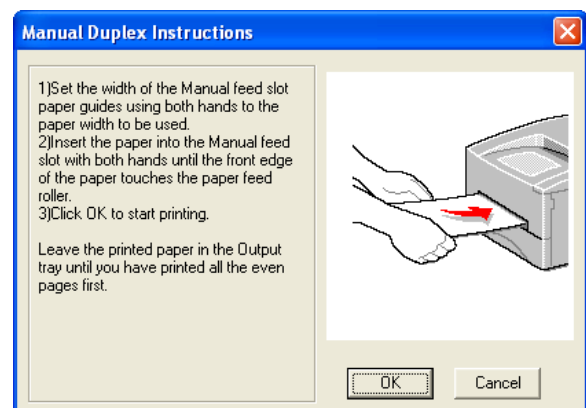 Manual Duplex Instructions
1)Set the width of the Manual feed slot
paper guides using both hands to the
paper width to be used.
2)Insert the paper into the Manual feed
slot with both hands until the front edge
of the paper touches the paper feed
roller.
3)Click OK to start printing.
Leave the printed paper in the Output
tray until you have printed all the even
pages first.
OK
Cancel